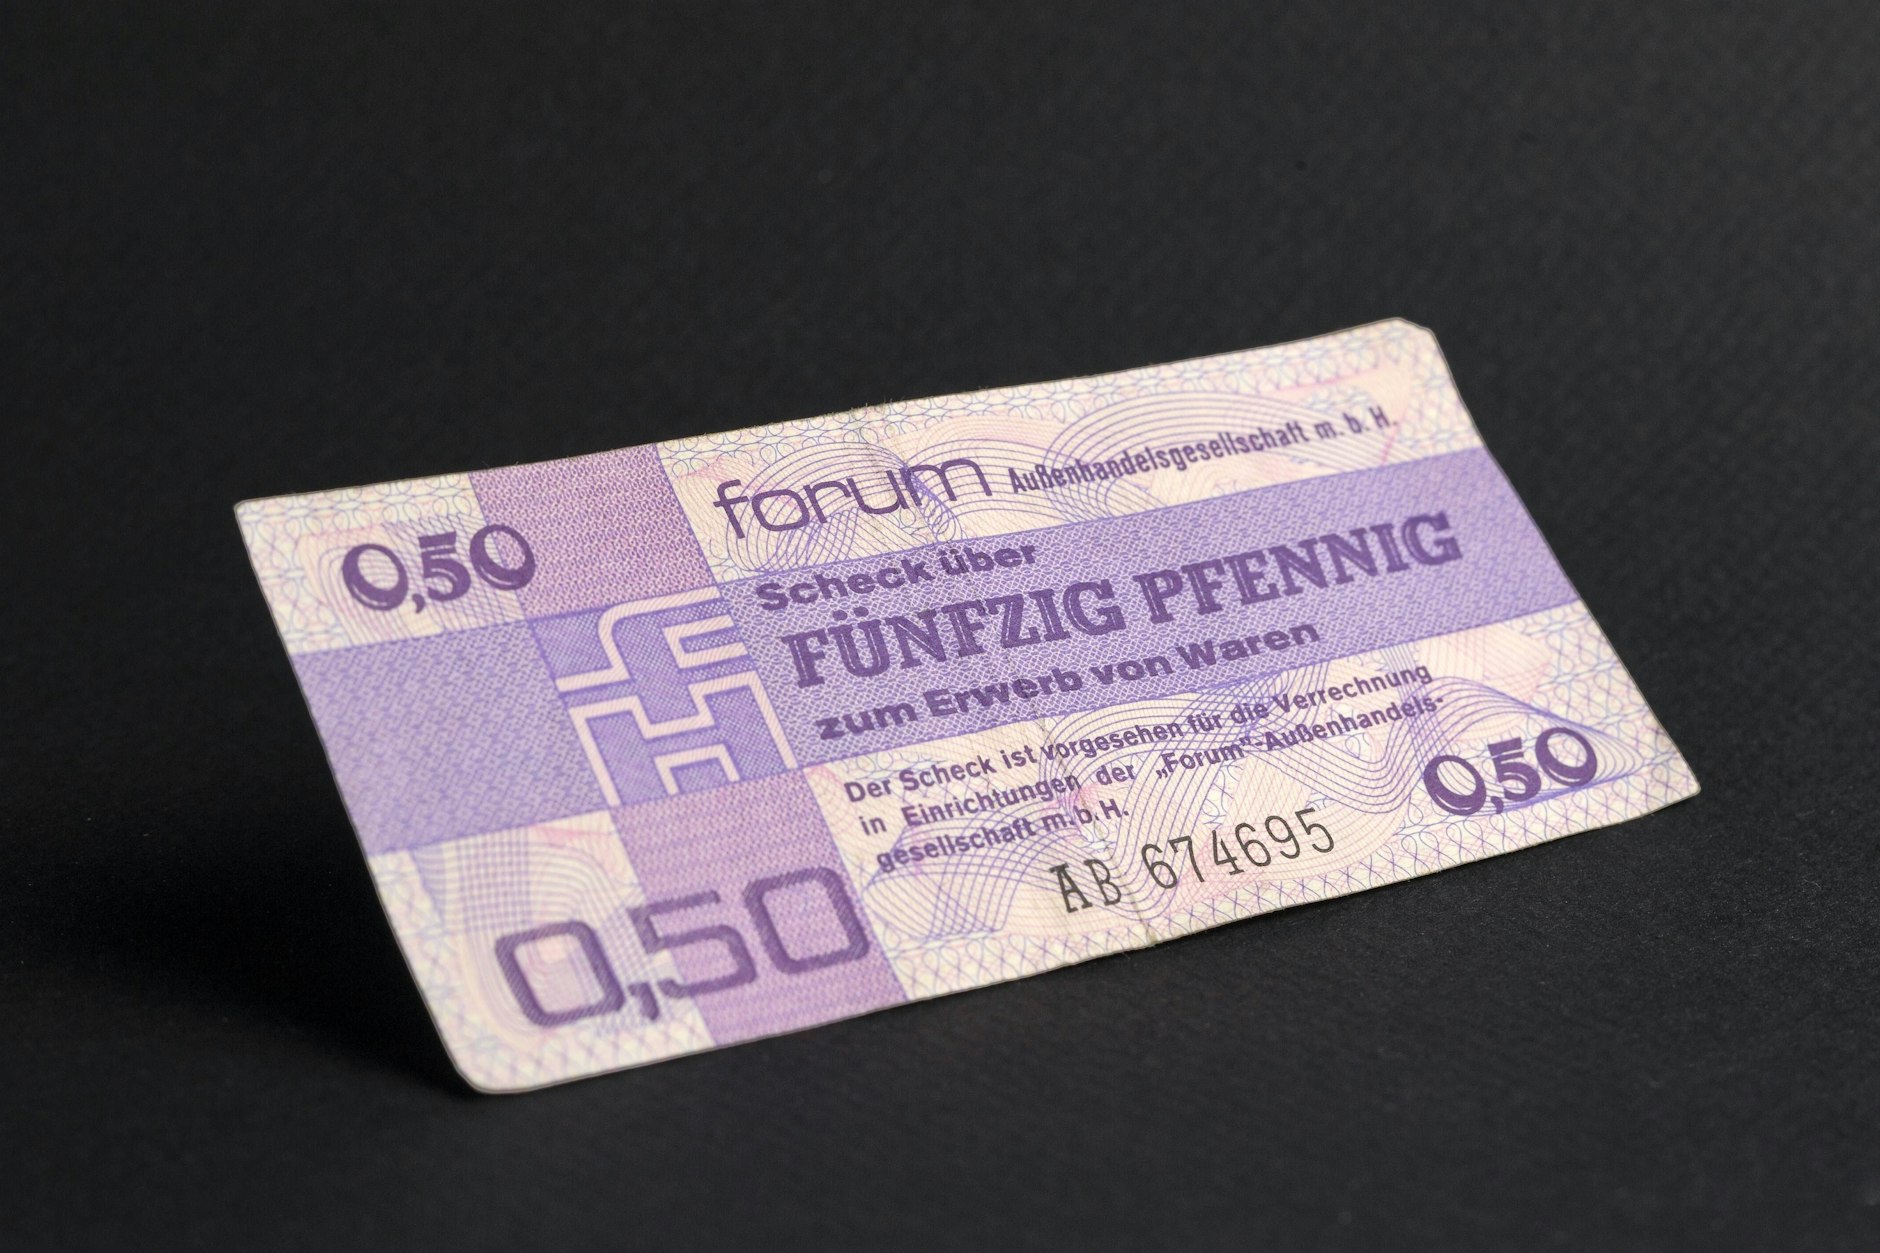 0,50
forum Außenhandelsgesellschaft m. b. H.
Scheck über
FÜNFZIG PFENNIG
zum Erwerb von Waren
Der Scheck ist vorgesehen für die Verrechnung
in Einrichtungen der „Forum"-Außenhandels-
gesellschaft m. b. H.
AB 674695
0,50
0,50